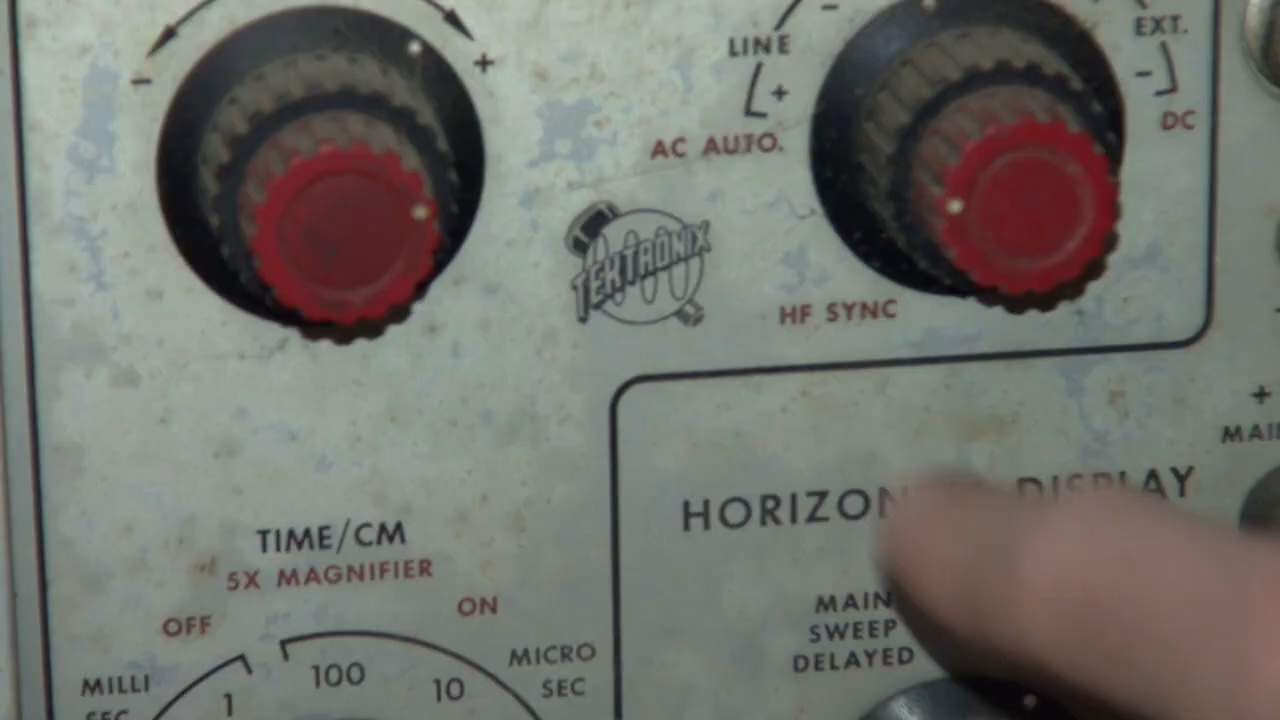 LINE
+
-
AC AUTO.
EXT.
-
DC
- +
TEKTRONIX
HF SYNC
+
HORIZON DISPLAY
TIME/CM
5X MAGNIFIER
OFF ON
MAIN
SWEEP
DELAYED
MILLI
SEC
1 100 10
MICRO
SEC